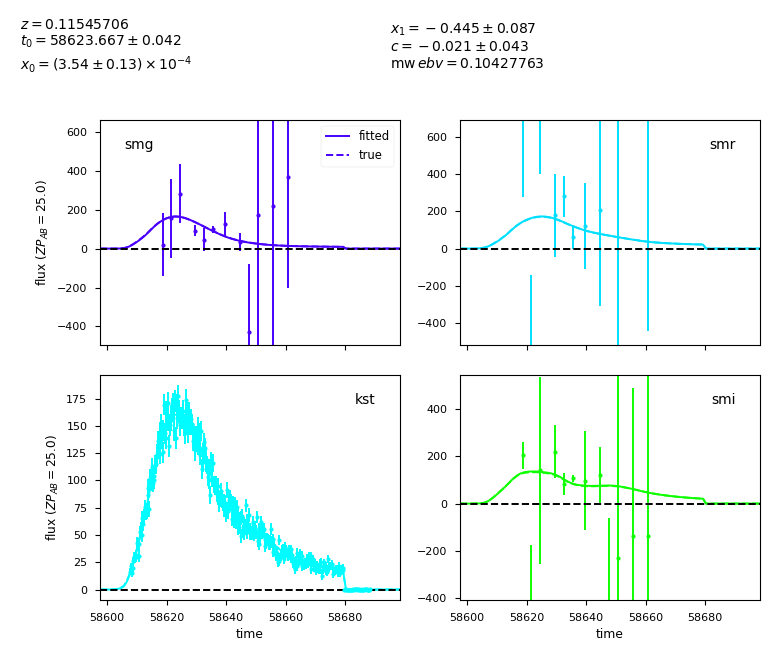 z = 0.11545706
t₀ = 58623.667 ± 0.042
x₀ = (3.54 ± 0.13) × 10⁻⁴
x₁ = −0.445 ± 0.087
c = −0.021 ± 0.043
mw ebv = 0.10427763
600
400
200
0
−200
−400
flux (ZP_AB = 25.0)
smg
fitted
true
600
400
200
0
−200
−400
smr
175
150
125
100
75
50
25
0
flux (ZP_AB = 25.0)
kst
58600 58620 58640 58660 58680
time
400
200
0
−200
−400
smi
58600 58620 58640 58660 58680
time